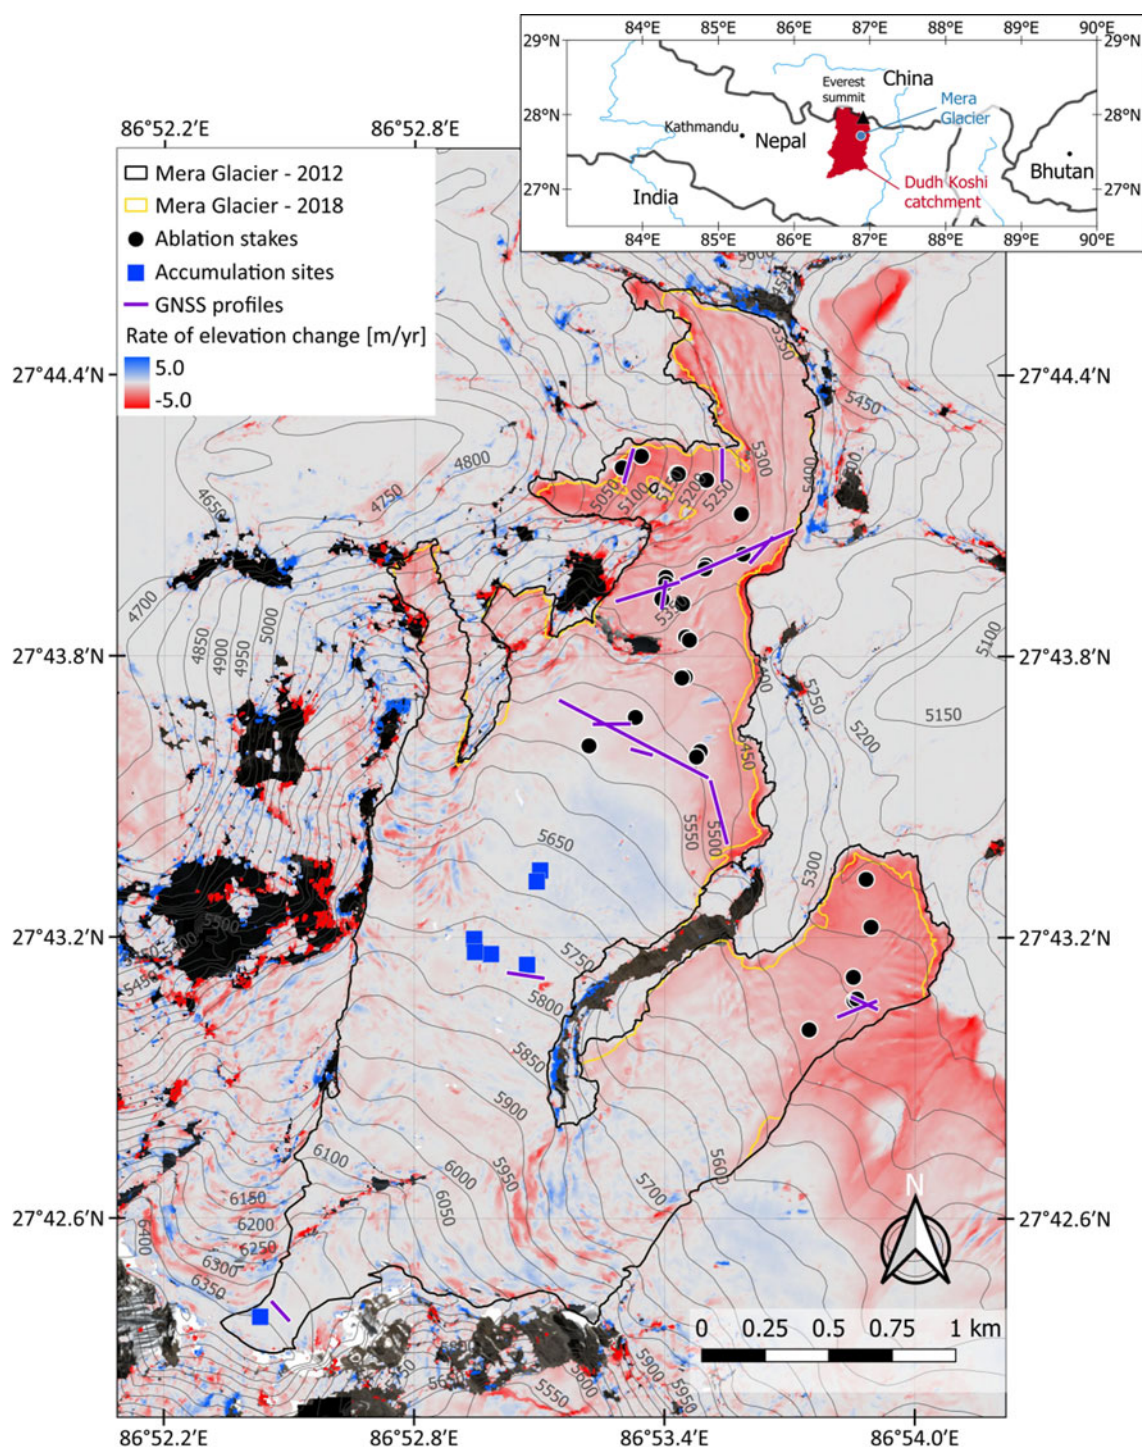 84°E 85°E 86°E 87°E 88°E 89°E 90°E
29°N 29°N
Everest
summit
China
28°N 28°N
Mera
Glacier
Kathmandu
Nepal
Bhutan
27°N 27°N
India
Dudh Koshi
catchment
84°E 85°E 86°E 87°E 88°E 89°E 90°E
86°52.2'E 86°52.8'E
Mera Glacier - 2012
Mera Glacier - 2018
Ablation stakes
Accumulation sites
GNSS profiles
Rate of elevation change [m/yr]
5.0
-5.0
5350
27°44.4'N 27°44.4'N
5450
4800
5300
5400
4750
4650
5050
5100
5200
5250
4700
4850
4900
4950
5000
5100
27°43.8'N 27°43.8'N
5250
5150
5200
5450
5550
5500
5650
5300
5500
5450
27°43.2'N 27°43.2'N
5750
5800
5850
5900
6100
6000
5950
5600
6150
6200
6250
6300
6350
6400
6050
5700
27°42.6'N 27°42.6'N
N
0 0.25 0.5 0.75 1 km
5900
5950
5600
5550
86°52.2'E 86°52.8'E 86°53.4'E 86°54.0'E